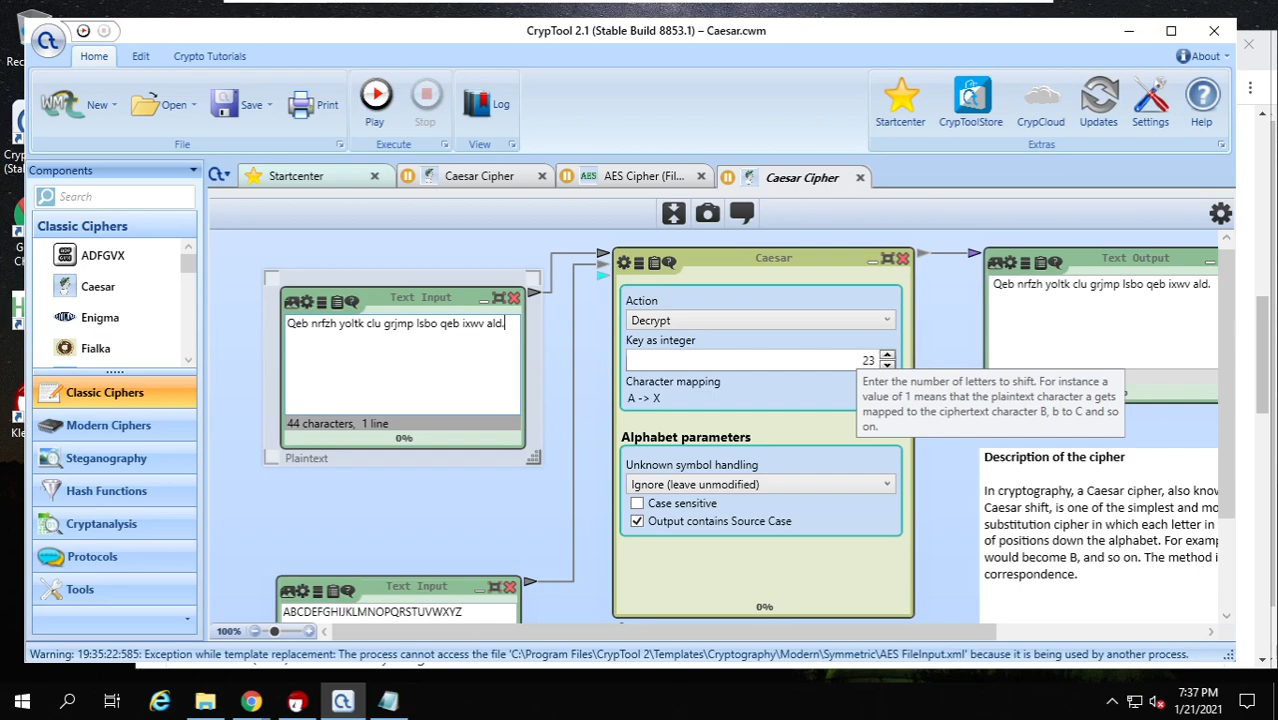 CrypTool 2.1 (Stable Build 8853.1) – Caesar.cwm
Home
Edit
Crypto Tutorials
About
New
Open
Save
Print
Play
Stop
Log
Startcenter
CrypToolStore
CrypCloud
Updates
Settings
Help
File
Execute
View
Extras
Components
Startcenter
Caesar Cipher
AES Cipher (Fil...
Caesar Cipher
Search
Classic Ciphers
ADFGVX
Caesar
Enigma
Fialka
Classic Ciphers
Modern Ciphers
Steganography
Hash Functions
Cryptanalysis
Protocols
Tools
Text Input
Qeb nrfzh yoltk clu grjmp lsbo qeb ixwv ald.
44 characters, 1 line
0%
Plaintext
Text Input
ABCDEFGHIJKLMNOPQRSTUVWXYZ
Caesar
Action
Decrypt
Key as integer
23
Character mapping
A -> X
Enter the number of letters to shift. For instance a
value of 1 means that the plaintext character a gets
mapped to the ciphertext character B, b to C and so
on.
Alphabet parameters
Unknown symbol handling
Ignore (leave unmodified)
Case sensitive
Output contains Source Case
0%
Text Output
Qeb nrfzh yoltk clu grjmp lsbo qeb ixwv ald.
Description of the cipher
In cryptography, a Caesar cipher, also know
Caesar shift, is one of the simplest and mo
substitution cipher in which each letter in
of positions down the alphabet. For examp
would become B, and so on. The method i
correspondence.
100%
Warning: 19:35:22:585: Exception while template replacement: The process cannot access the file 'C:\Program Files\CrypTool 2\Templates\Cryptography\Modern\Symmetric\AES FileInput.xml' because it is being used by another process.
7:37 PM
1/21/2021